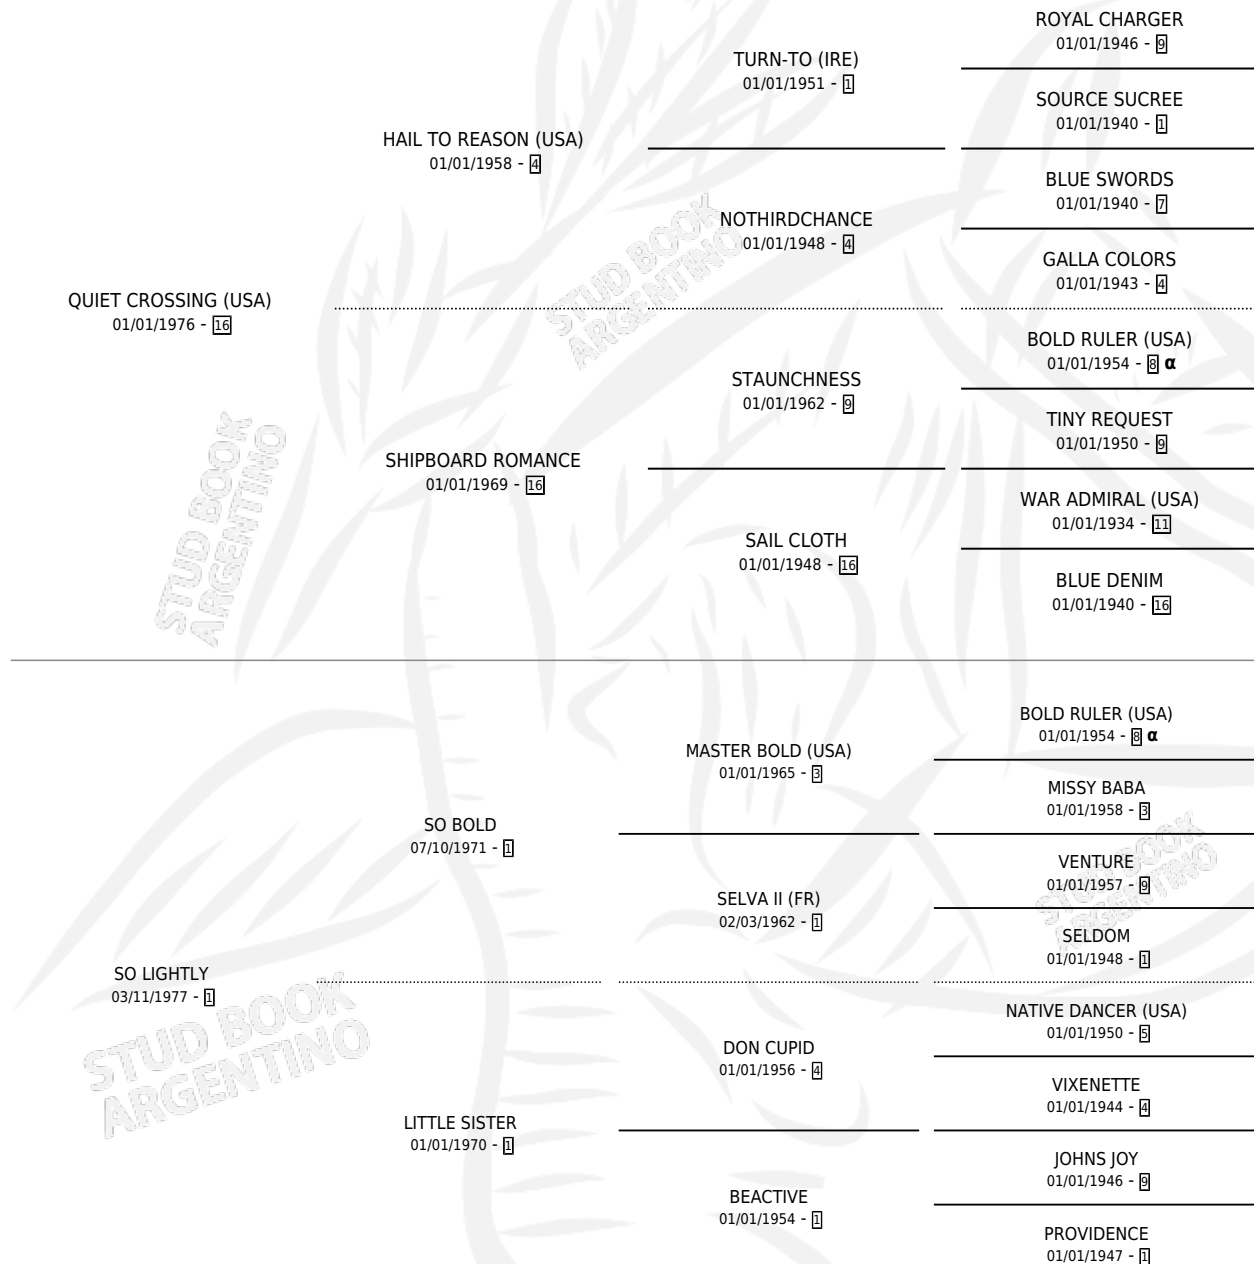 ROYAL CHARGER
01/01/1946 - 9
TURN-TO (IRE)
01/01/1951 - 1
SOURCE SUCREE
01/01/1940 - 1
HAIL TO REASON (USA)
01/01/1958 - 4
BLUE SWORDS
01/01/1940 - 7
NOTHIRDCHANCE
01/01/1948 - 4
GALLA COLORS
01/01/1943 - 4
QUIET CROSSING (USA)
01/01/1976 - 16
STUD BOOK
ARGENTINO
BOLD RULER (USA)
01/01/1954 - 8 α
STAUNCHNESS
01/01/1962 - 9
TINY REQUEST
01/01/1950 - 9
SHIPBOARD ROMANCE
01/01/1969 - 16
WAR ADMIRAL (USA)
01/01/1934 - 11
SAIL CLOTH
01/01/1948 - 16
BLUE DENIM
01/01/1940 - 16
STUD BOOK
ARGENTINO
BOLD RULER (USA)
01/01/1954 - 8 α
MASTER BOLD (USA)
01/01/1965 - 3
MISSY BABA
01/01/1958 - 3
SO BOLD
07/10/1971 - 1
VENTURE
01/01/1957 - 9
SELVA II (FR)
02/03/1962 - 1
STUD BOOK
ARGENTINO
SELDOM
01/01/1948 - 1
SO LIGHTLY
03/11/1977 - 1
STUD BOOK
ARGENTINO
NATIVE DANCER (USA)
01/01/1950 - 5
DON CUPID
01/01/1956 - 4
VIXENETTE
01/01/1944 - 4
LITTLE SISTER
01/01/1970 - 1
JOHNS JOY
01/01/1946 - 9
BEACTIVE
01/01/1954 - 1
PROVIDENCE
01/01/1947 - 1